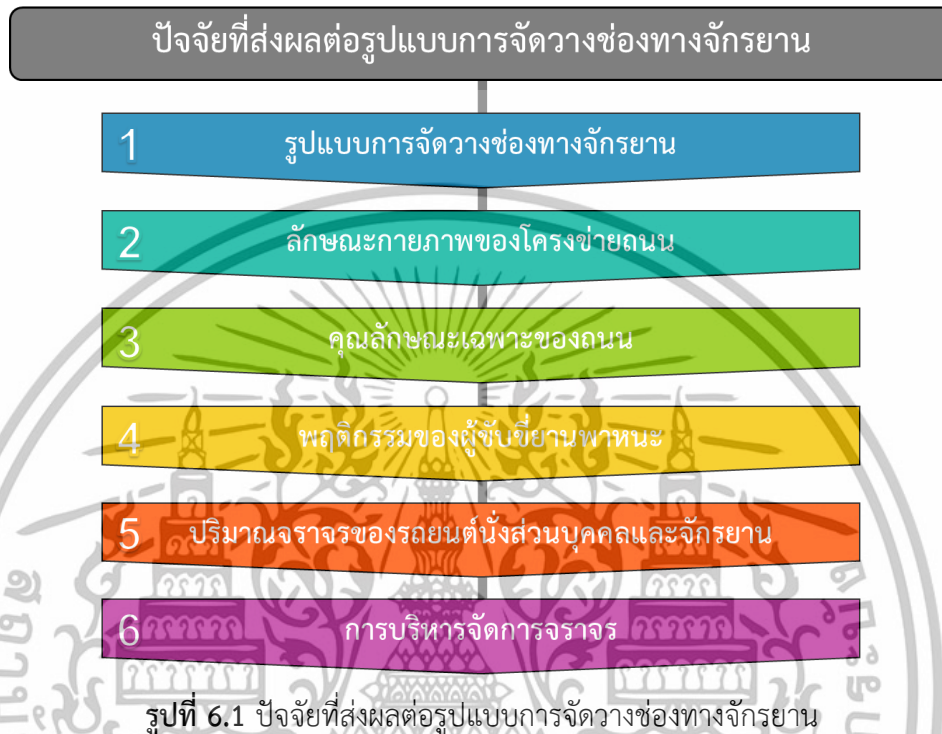 ปัจจัยที่ส่งผลต่อรูปแบบการจัดวางช่องทางจักรยาน
1 รูปแบบการจัดวางช่องทางจักรยาน
2 ลักษณะกายภาพของโครงข่ายถนน
3 คุณลักษณะเฉพาะของถนน
4 พฤติกรรมของผู้ขับขี่ยานพาหนะ
5 ปริมาณจราจรของรถยนต์นั่งส่วนบุคคลและจักรยาน
6 การบริหารจัดการจราจร
รูปที่ 6.1 ปัจจัยที่ส่งผลต่อรูปแบบการจัดวางช่องทางจักรยาน